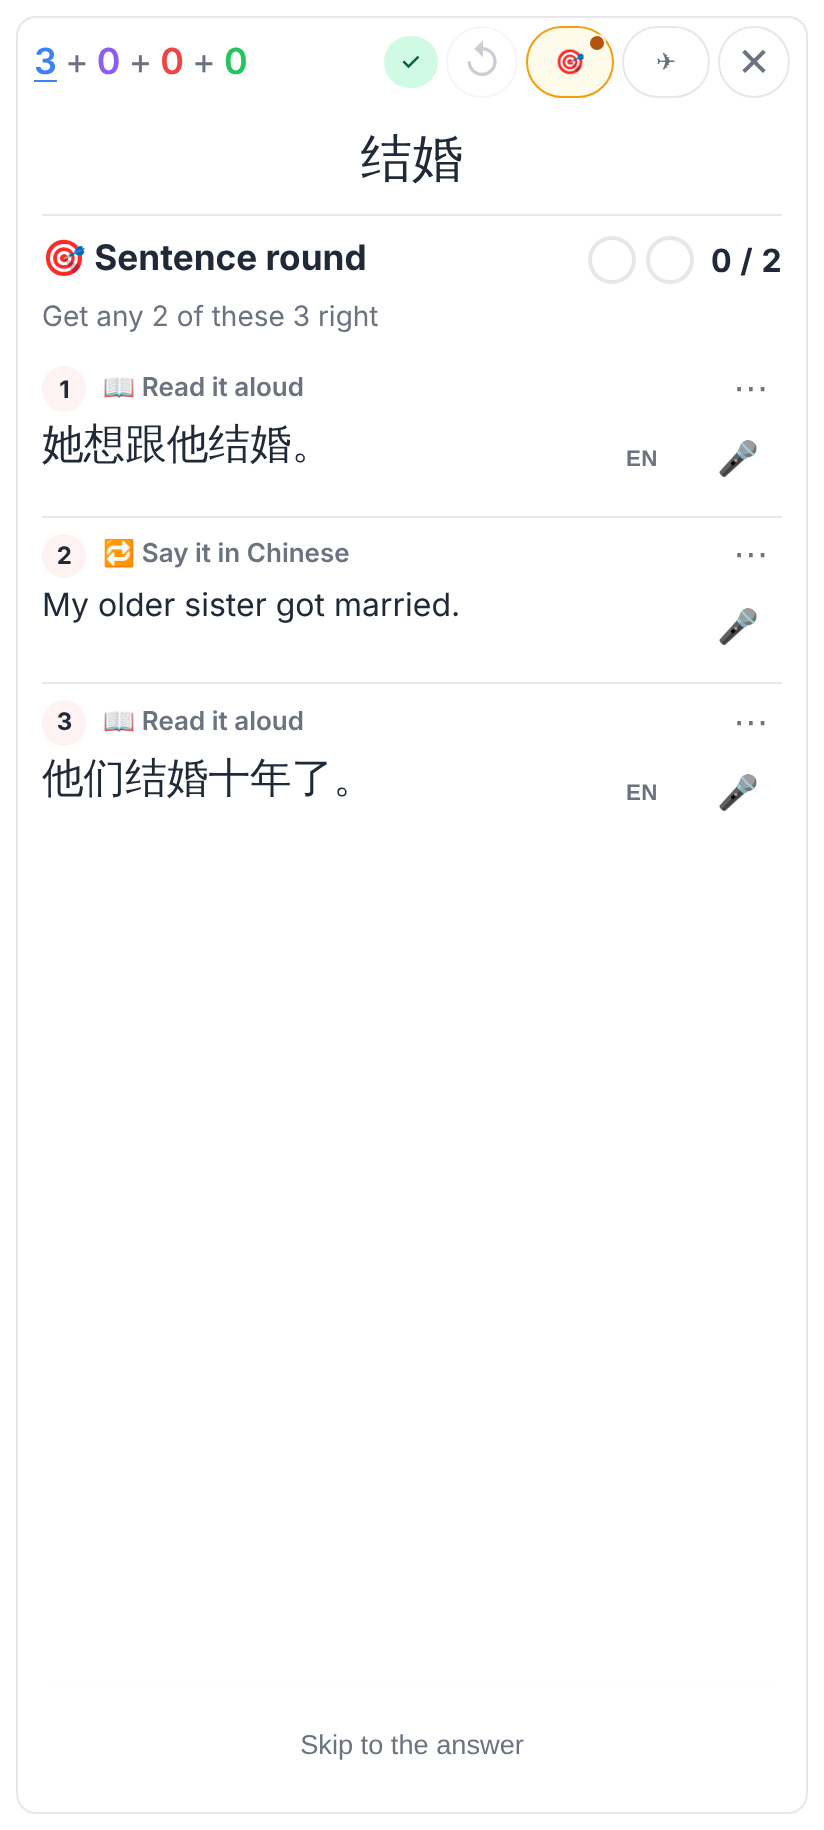 3 + 0 + 0 + 0
结婚
Sentence round
0 / 2
Get any 2 of these 3 right
1 Read it aloud
她想跟他结婚。
EN
2 Say it in Chinese
My older sister got married.
3 Read it aloud
他们结婚十年了。
EN
Skip to the answer